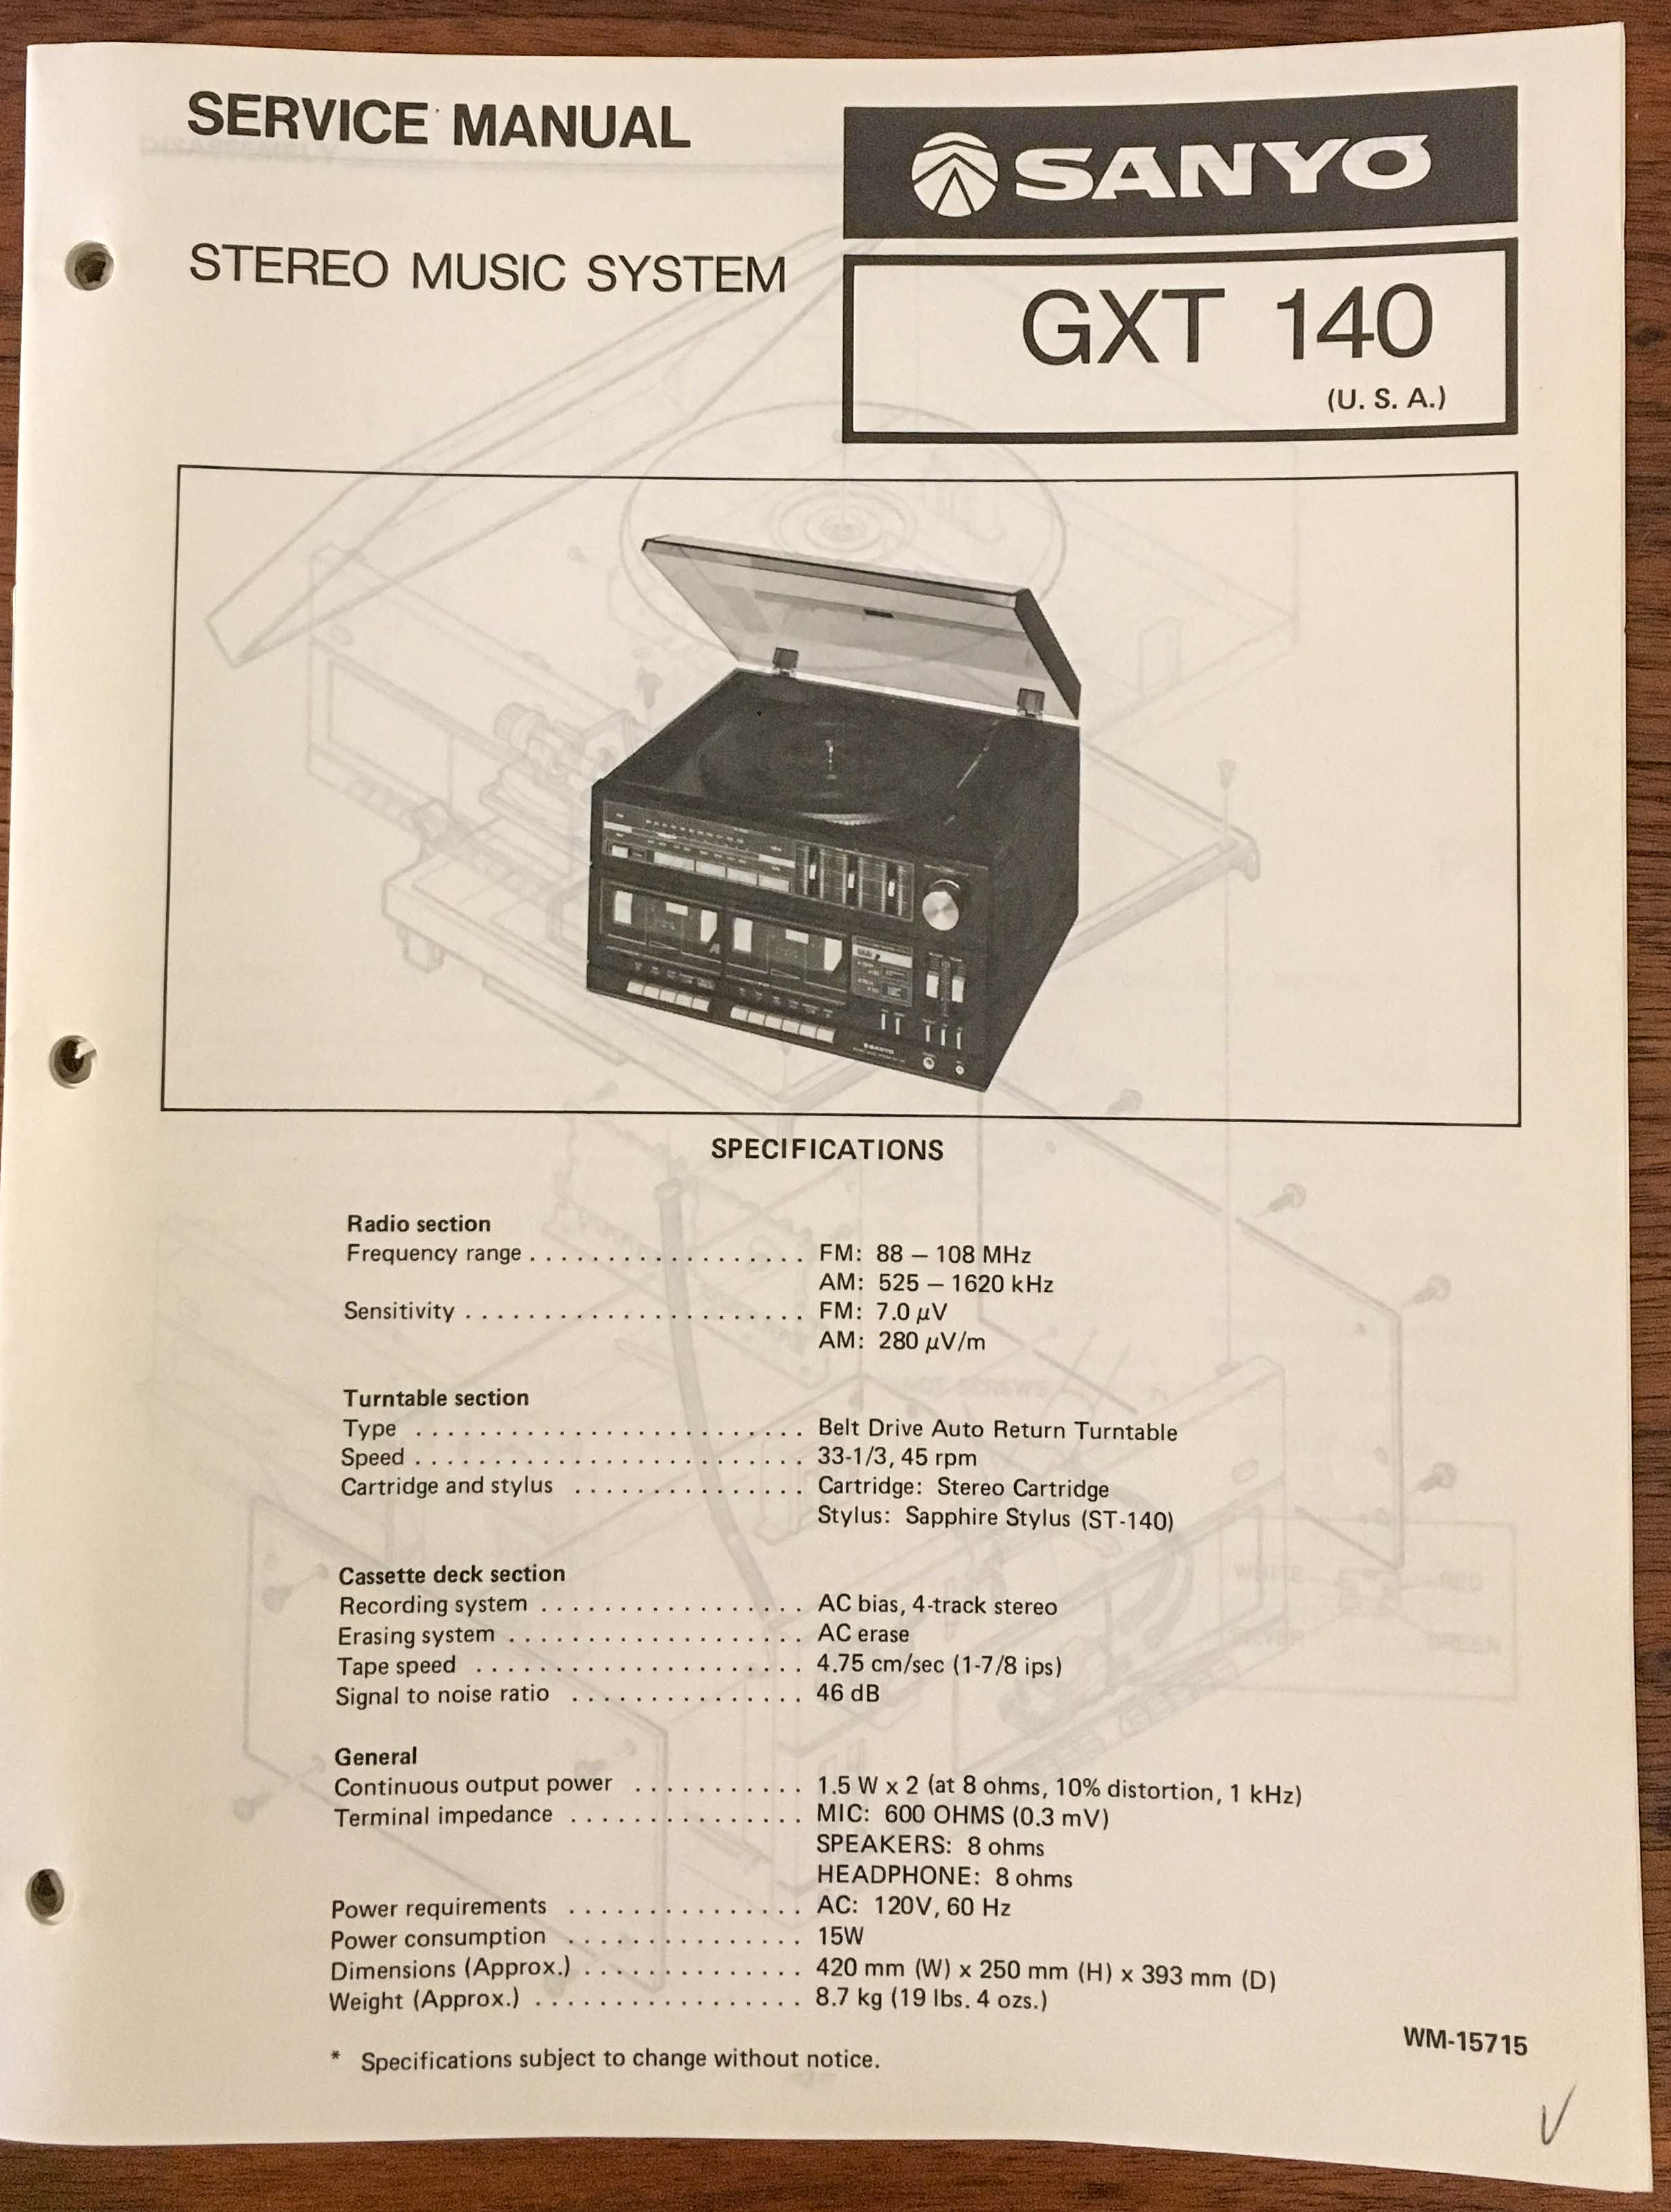 SERVICE MANUAL
SANYO
STEREO MUSIC SYSTEM
GXT 140
(U. S. A.)
SANYO
SPECIFICATIONS
Radio section
Frequency range . . . . . . . . . . . . . . . . . . FM: 88 – 108 MHz
AM: 525 – 1620 kHz
Sensitivity . . . . . . . . . . . . . . . . . . . . . . FM: 7.0 μV
AM: 280 μV/m
Turntable section
Type . . . . . . . . . . . . . . . . . . . . . . . . . Belt Drive Auto Return Turntable
Speed . . . . . . . . . . . . . . . . . . . . . . . . . 33-1/3, 45 rpm
Cartridge and stylus . . . . . . . . . . . . . . . Cartridge: Stereo Cartridge
Stylus: Sapphire Stylus (ST-140)
Cassette deck section
Recording system . . . . . . . . . . . . . . . . . AC bias, 4-track stereo
Erasing system . . . . . . . . . . . . . . . . . . . AC erase
Tape speed . . . . . . . . . . . . . . . . . . . . . 4.75 cm/sec (1-7/8 ips)
Signal to noise ratio . . . . . . . . . . . . . . . 46 dB
General
Continuous output power . . . . . . . . . . . 1.5 W x 2 (at 8 ohms, 10% distortion, 1 kHz)
Terminal impedance . . . . . . . . . . . . . . . MIC: 600 OHMS (0.3 mV)
SPEAKERS: 8 ohms
HEADPHONE: 8 ohms
Power requirements . . . . . . . . . . . . . . . AC: 120V, 60 Hz
Power consumption . . . . . . . . . . . . . . . 15W
Dimensions (Approx.) . . . . . . . . . . . . . . 420 mm (W) x 250 mm (H) x 393 mm (D)
Weight (Approx.) . . . . . . . . . . . . . . . . . 8.7 kg (19 lbs. 4 ozs.)
WM-15715
* Specifications subject to change without notice.